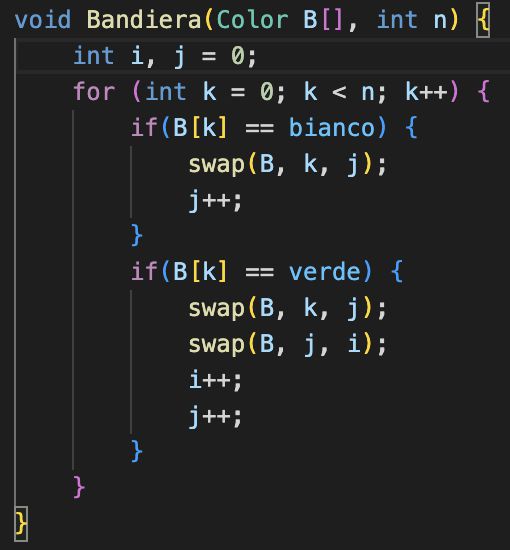 void Bandiera(Color B[], int n) {
    int i, j = 0;
    for (int k = 0; k < n; k++) {
        if(B[k] == bianco) {
            swap(B, k, j);
            j++;
        }
        if(B[k] == verde) {
            swap(B, k, j);
            swap(B, j, i);
            i++;
            j++;
        }
    }
}